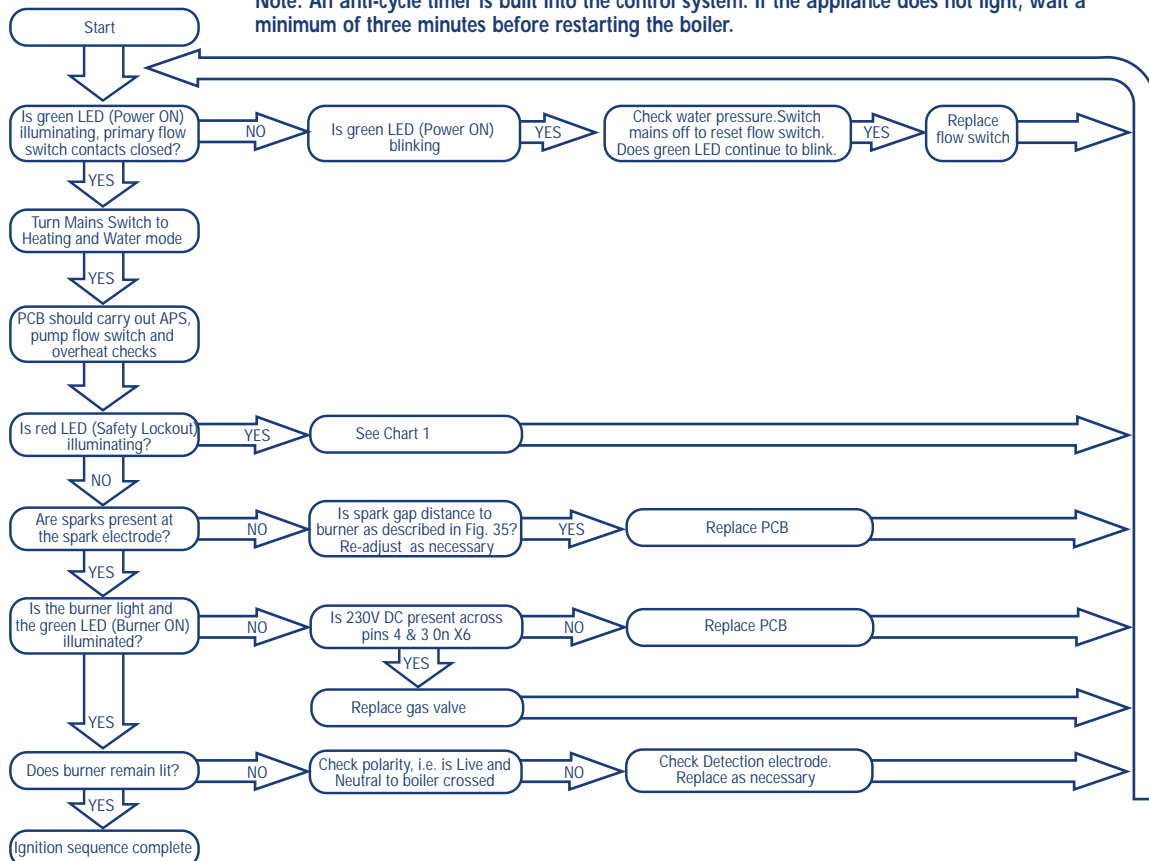 Note: An anti-cycle timer is built into the control system. If the appliance does not light, wait a
minimum of three minutes before restarting the boiler.
Start
Is green LED (Power ON)
illuminating, primary flow
switch contacts closed?
NO
Is green LED (Power ON)
blinking
YES
Check water pressure.Switch
mains off to reset flow switch.
Does green LED continue to blink.
YES
Replace
flow switch
YES
Turn Mains Switch to
Heating and Water mode
YES
PCB should carry out APS,
pump flow switch and
overheat checks
Is red LED (Safety Lockout)
illuminating?
YES
See Chart 1
NO
Are sparks present at
the spark electrode?
NO
Is spark gap distance to
burner as described in Fig. 35?
Re-adjust as necessary
YES
Replace PCB
YES
Is the burner light and
the green LED (Burner ON)
illuminated?
NO
Is 230V DC present across
pins 4 & 3 0n X6
NO
Replace PCB
YES
Replace gas valve
YES
Does burner remain lit?
NO
Check polarity, i.e. is Live and
Neutral to boiler crossed
NO
Check Detection electrode.
Replace as necessary
YES
Ignition sequence complete